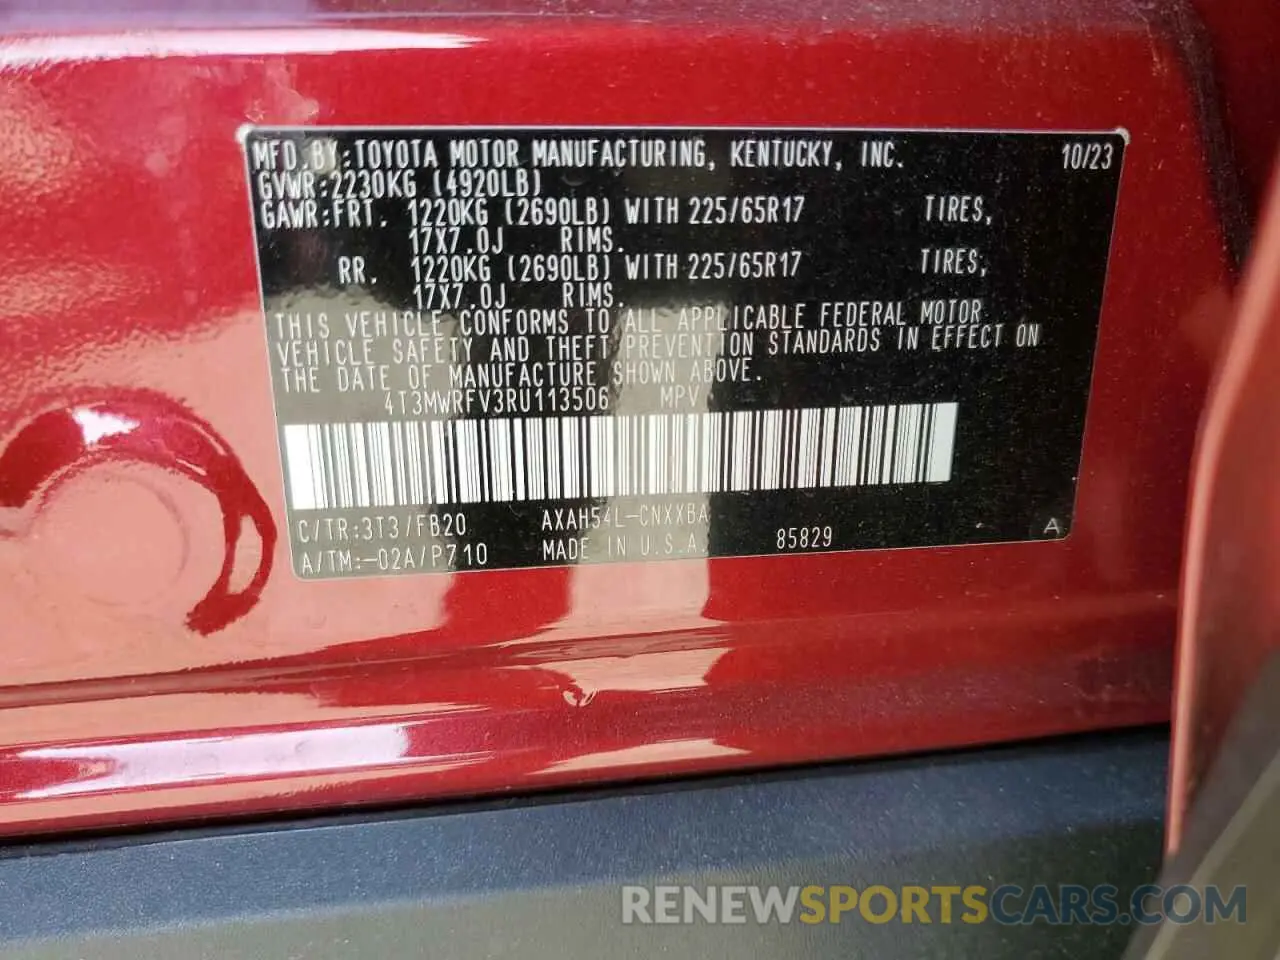 MFD. BY:TOYOTA MOTOR MANUFACTURING, KENTUCKY, INC. 10/23
GVWR:2230KG (4920LB)
GAWR:FRT. 1220KG (2690LB) WITH 225/65R17 TIRES,
17X7.0J RIMS.
RR. 1220KG (2690LB) WITH 225/65R17 TIRES,
17X7.0J RIMS.
THIS VEHICLE CONFORMS TO ALL APPLICABLE FEDERAL MOTOR
VEHICLE SAFETY AND THEFT PREVENTION STANDARDS IN EFFECT ON
THE DATE OF MANUFACTURE SHOWN ABOVE.
4T3MWRFV3RU113506 MPV
C/TR:3T3/FB20 AXAH54L-CNXXBA
A/TM:-02A/P710 MADE IN U.S.A. 85829 A
RENEWSPORTSCARS.COM